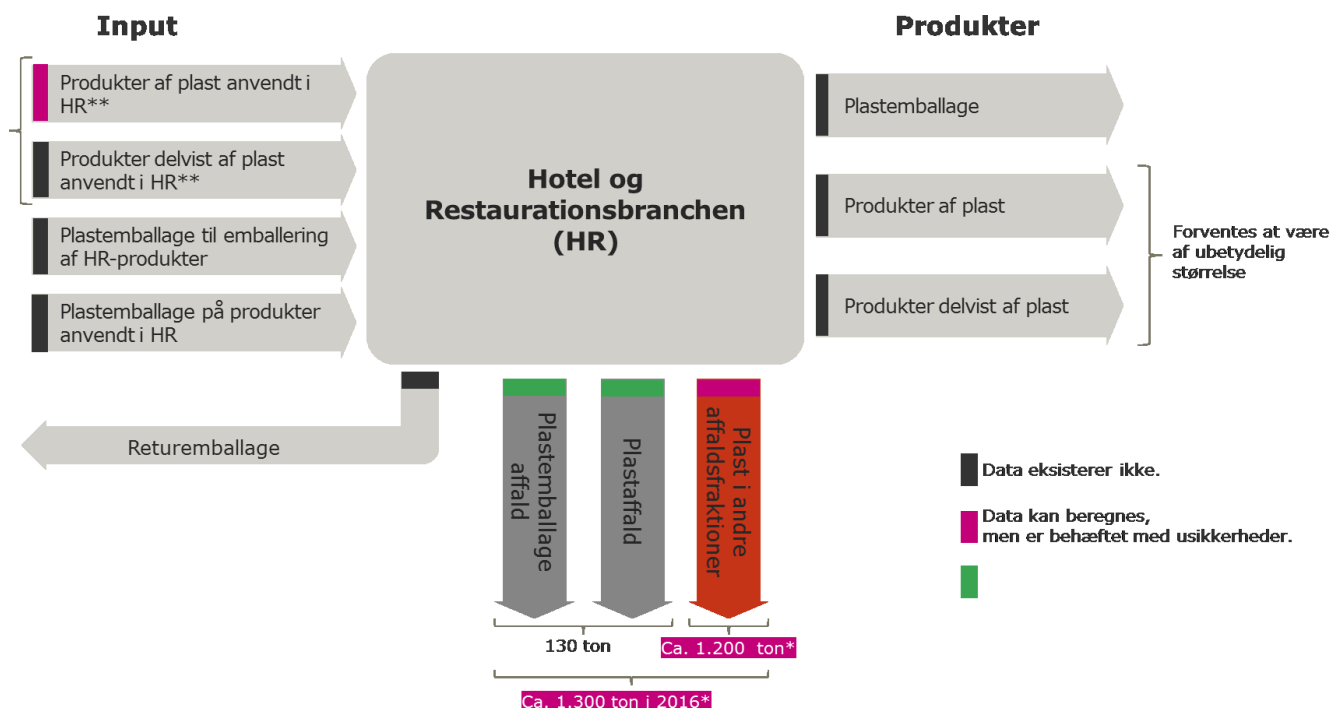 Input
Produkter
Produkter af plast anvendt i
HR**
Produkter delvist af plast
anvendt i HR**
Plastemballage til emballering
af HR-produkter
Plastemballage på produkter
anvendt i HR
Hotel og
Restaurationsbranchen
(HR)
Plastemballage
Produkter af plast
Produkter delvist af plast
Forventes at være
af ubetydelig
størrelse
Returemballage
Plastemballage
affald
Plastaffald
Plast i andre
affaldsfraktioner
Data eksisterer ikke.
Data kan beregnes,
men er behæftet med usikkerheder.
130 ton
Ca. 1.200 ton*
Ca. 1.300 ton i 2016*